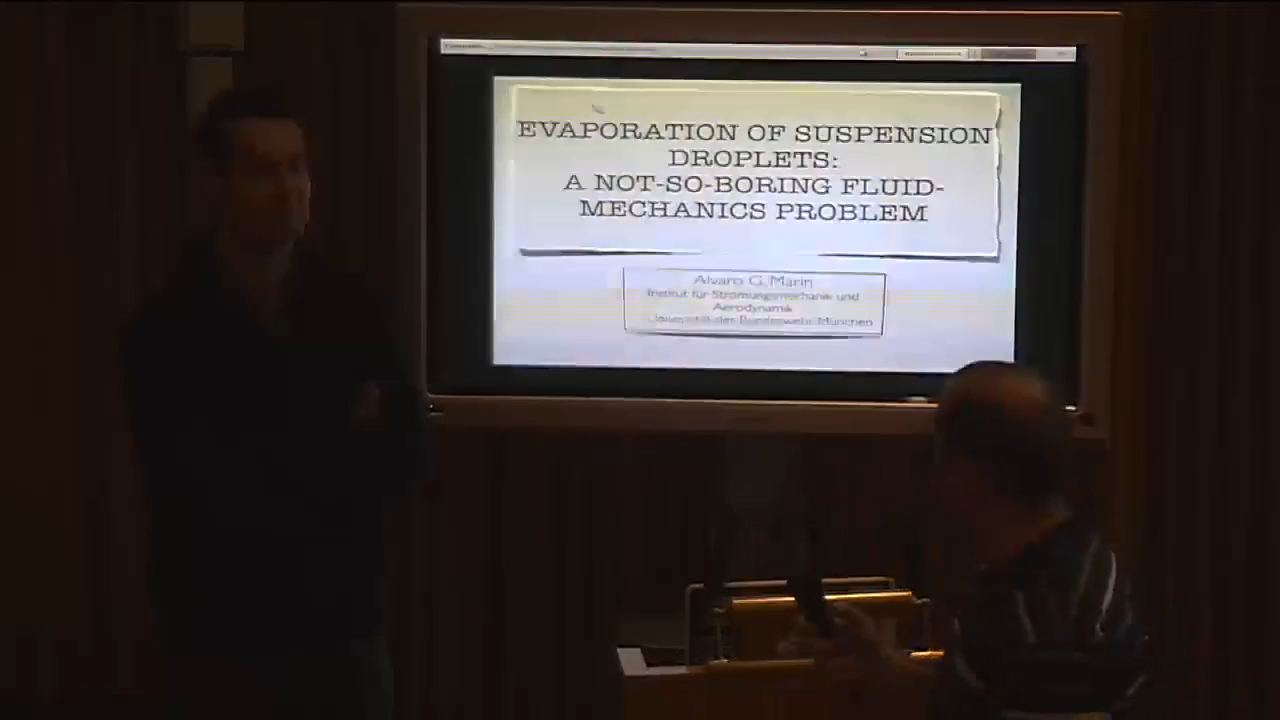 EVAPORATION OF SUSPENSION
DROPLETS:
A NOT-SO-BORING FLUID-
MECHANICS PROBLEM
Alvaro G. Marin
Institut für Strömungsmechanik und
Aerodynamik
Universität der Bundeswehr München